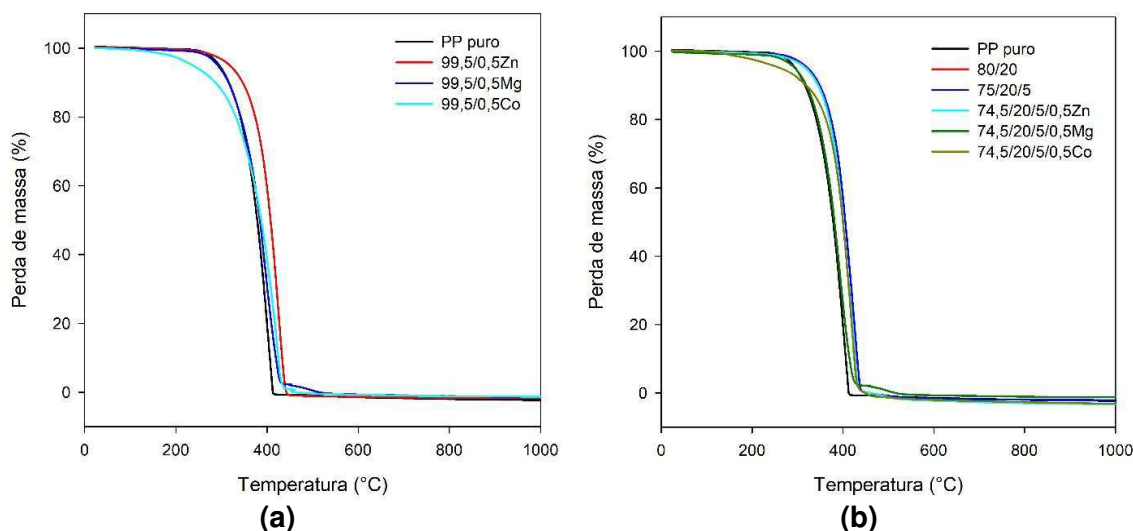 PP puro
99,5/0,5Zn
99,5/0,5Mg
99,5/0,5Co
Perda de massa (%)
100
80
60
40
20
0
0 200 400 600 800 1000
Temperatura (°C)
(a)
PP puro
80/20
75/20/5
74,5/20/5/0,5Zn
74,5/20/5/0,5Mg
74,5/20/5/0,5Co
Perda de massa (%)
100
80
60
40
20
0
0 200 400 600 800 1000
Temperatura (°C)
(b)